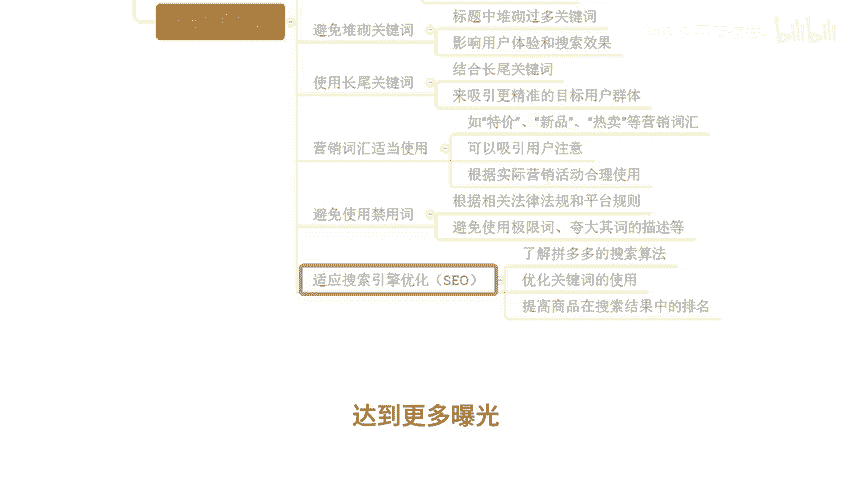 避免堆砌关键词
标题中堆砌过多关键词
影响用户体验和搜索效果
使用长尾关键词
结合长尾关键词
来吸引更精准的目标用户群体
营销词汇适当使用
如“特价”、“新品”、“热卖”等营销词汇
可以吸引用户注意
根据实际营销活动合理使用
避免使用禁用词
根据相关法律法规和平台规则
避免使用极限词、夸大其词的描述等
适应搜索引擎优化（SEO）
了解拼多多的搜索算法
优化关键词的使用
提高商品在搜索结果中的排名
达到更多曝光